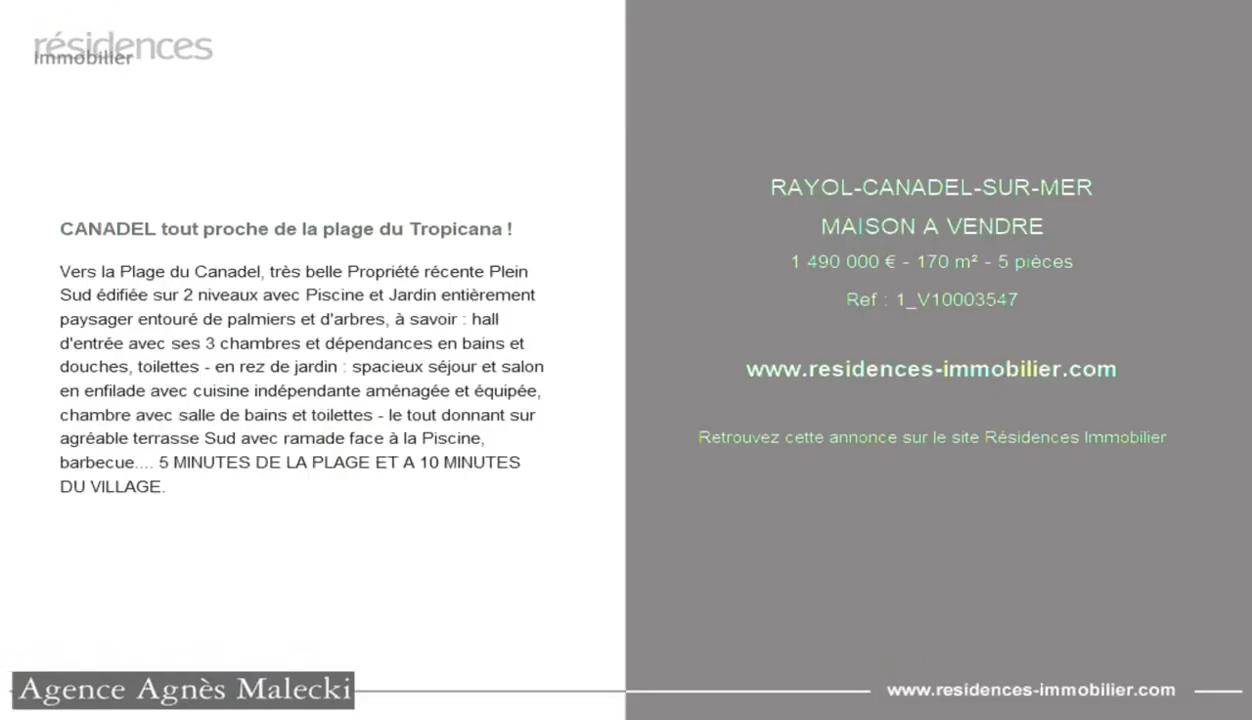 résidences
Immobilier
CANADEL tout proche de la plage du Tropicana !
Vers la Plage du Canadel, très belle Propriété récente Plein
Sud édifiée sur 2 niveaux avec Piscine et Jardin entièrement
paysager entouré de palmiers et d'arbres, à savoir : hall
d'entrée avec ses 3 chambres et dépendances en bains et
douches, toilettes - en rez de jardin : spacieux séjour et salon
en enfilade avec cuisine indépendante aménagée et équipée,
chambre avec salle de bains et toilettes - le tout donnant sur
agréable terrasse Sud avec ramade face à la Piscine,
barbecue.... 5 MINUTES DE LA PLAGE ET A 10 MINUTES
DU VILLAGE.
Agence Agnès Malecki
RAYOL-CANADEL-SUR-MER
MAISON A VENDRE
1 490 000 € - 170 m² - 5 pièces
Ref : 1_V10003547
www.residences-immobilier.com
Retrouvez cette annonce sur le site Résidences Immobilier
www.residences-immobilier.com